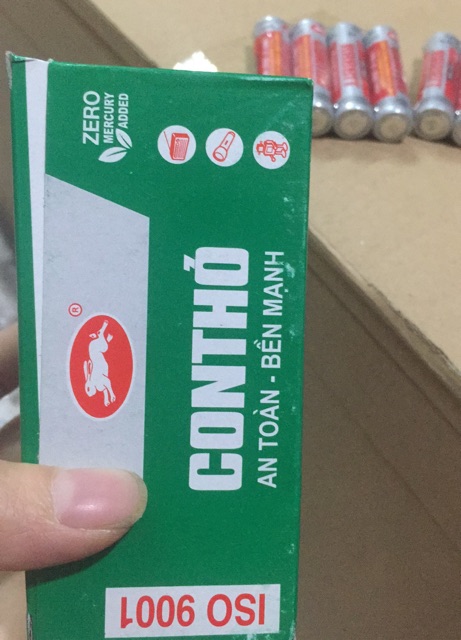 ZERO
MERCURY
ADDED
®
CONTHỎ
AN TOÀN - BỀN MẠNH
ISO 9001